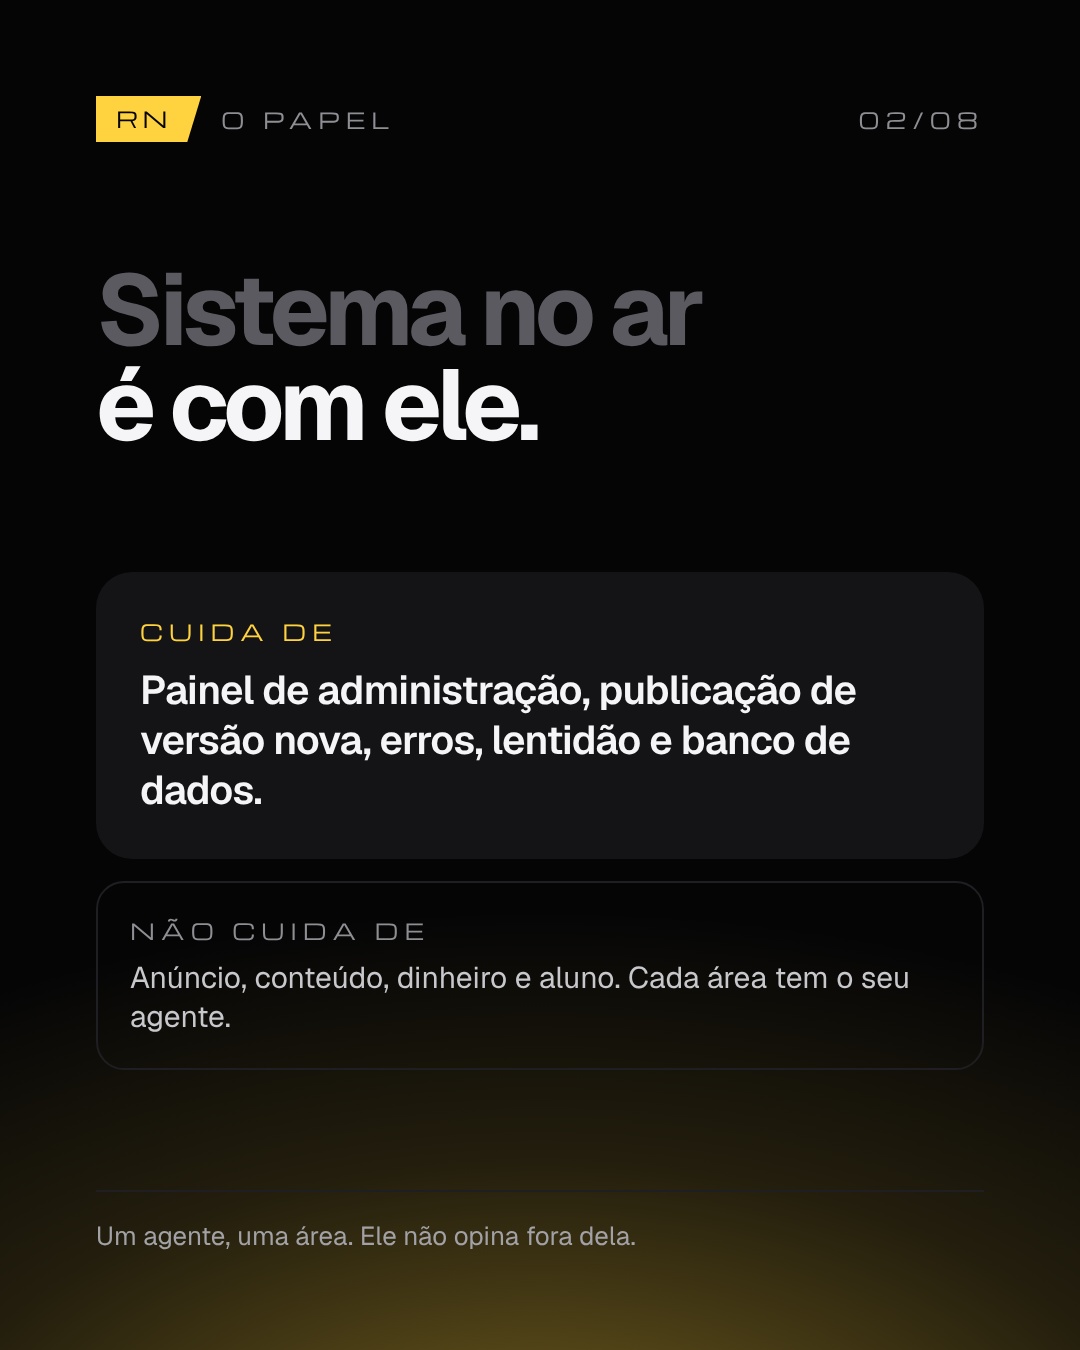 RN O PAPEL 02/08
Sistema no ar
é com ele.
CUIDA DE
Painel de administração, publicação de
versão nova, erros, lentidão e banco de
dados.
NÃO CUIDA DE
Anúncio, conteúdo, dinheiro e aluno. Cada área tem o seu
agente.
Um agente, uma área. Ele não opina fora dela.